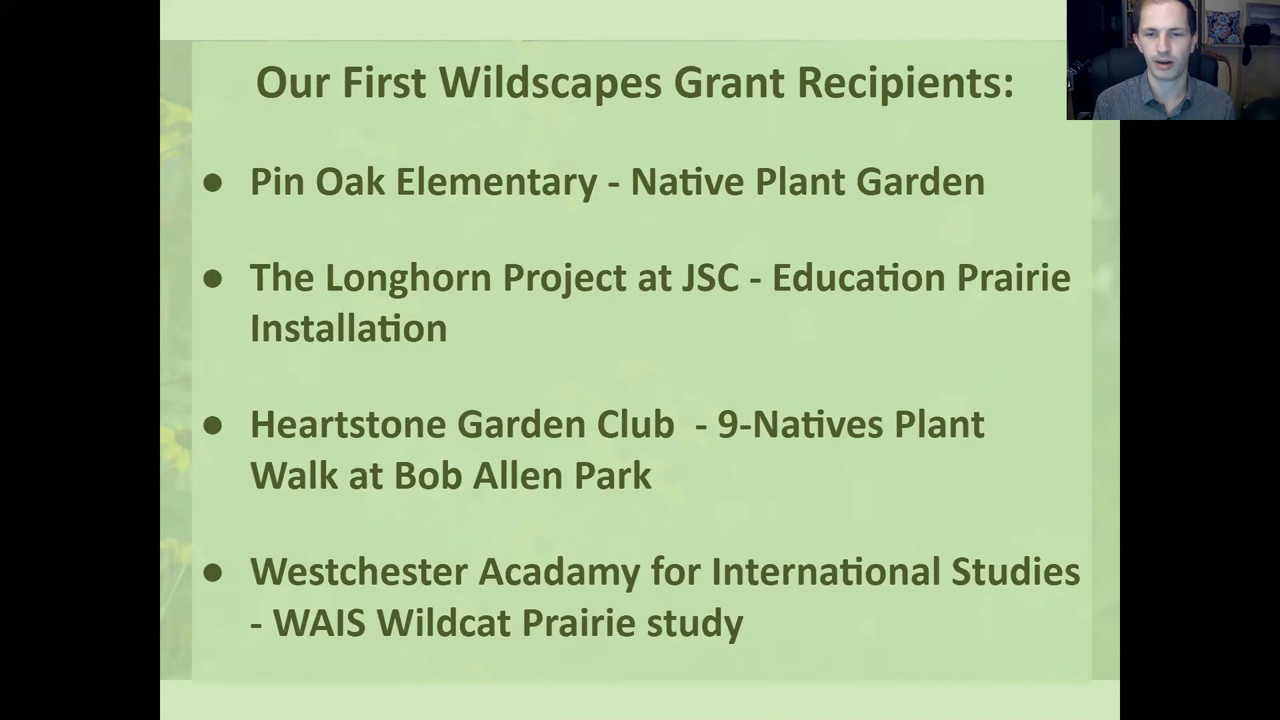 Our First Wildscapes Grant Recipients:
● Pin Oak Elementary - Native Plant Garden
● The Longhorn Project at JSC - Education Prairie
Installation
● Heartstone Garden Club - 9-Natives Plant
Walk at Bob Allen Park
● Westchester Acadamy for International Studies
- WAIS Wildcat Prairie study